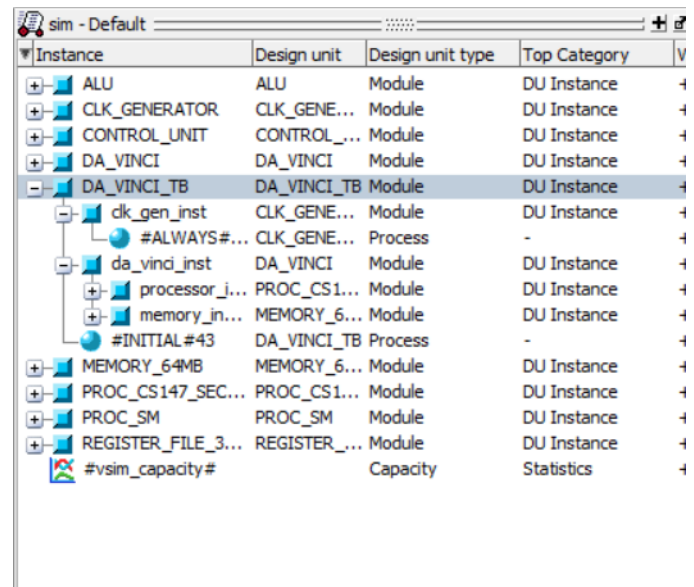 sim - Default
Instance Design unit Design unit type Top Category V
ALU ALU Module DU Instance
CLK_GENERATOR CLK_GENE... Module DU Instance
CONTROL_UNIT CONTROL_... Module DU Instance
DA_VINCI DA_VINCI Module DU Instance
DA_VINCI_TB DA_VINCI_TB Module DU Instance
clk_gen_inst CLK_GENE... Module DU Instance
#ALWAYS#... CLK_GENE... Process -
da_vinci_inst DA_VINCI Module DU Instance
processor_i... PROC_CS1... Module DU Instance
memory_in... MEMORY_6... Module DU Instance
#INITIAL#43 DA_VINCI_TB Process -
MEMORY_64MB MEMORY_6... Module DU Instance
PROC_CS147_SEC... PROC_CS1... Module DU Instance
PROC_SM PROC_SM Module DU Instance
REGISTER_FILE_3... REGISTER_... Module DU Instance
#vsim_capacity# Capacity Statistics